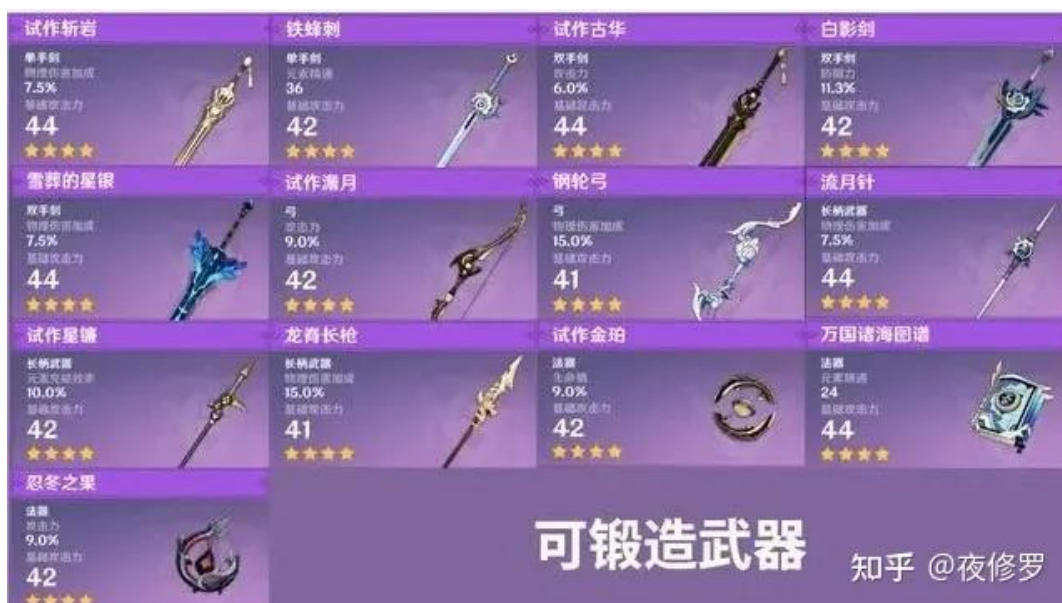 试作斩岩
单手剑
物理伤害加成
7.5%
基础攻击力
44
铁蜂刺
单手剑
元素精通
36
基础攻击力
42
试作古华
双手剑
攻击力
6.0%
基础攻击力
44
白影剑
双手剑
防御力
11.3%
基础攻击力
42
雪葬的星银
双手剑
物理伤害加成
7.5%
基础攻击力
44
试作澹月
弓
攻击力
9.0%
基础攻击力
42
钢轮弓
弓
物理伤害加成
15.0%
基础攻击力
41
流月针
长柄武器
物理伤害加成
7.5%
基础攻击力
44
试作星镰
长柄武器
元素充能效率
10.0%
基础攻击力
42
龙脊长枪
长柄武器
物理伤害加成
15.0%
基础攻击力
41
试作金珀
法器
生命值
9.0%
基础攻击力
42
万国诸海图谱
法器
元素精通
24
基础攻击力
44
忍冬之果
法器
攻击力
9.0%
基础攻击力
42
可锻造武器
知乎 @夜修罗